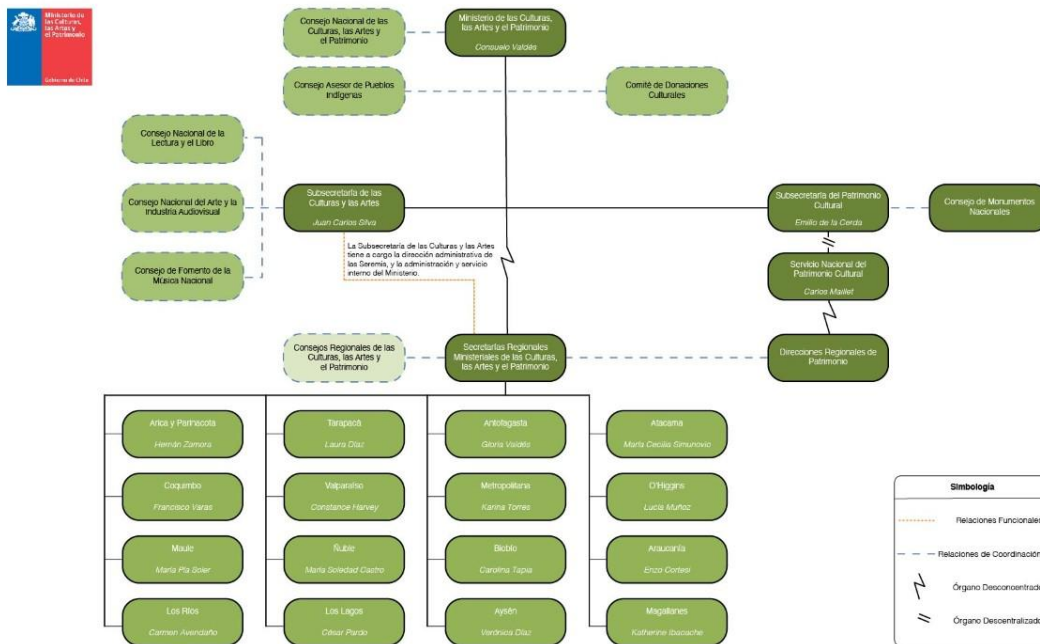 Ministerio de
las Culturas,
las Artes y
el Patrimonio
Gobierno de Chile
Consejo Nacional de las
Culturas, las Artes y
el Patrimonio
Ministerio de las Culturas,
las Artes y el Patrimonio
Consuelo Valdés
Consejo Asesor de Pueblos
Indígenas
Comité de Donaciones
Culturales
Consejo Nacional de la
Lectura y el Libro
Consejo Nacional del Arte y la
Industria Audiovisual
Consejo de Fomento de la
Música Nacional
Subsecretaría de las
Culturas y las Artes
Juan Carlos Silva
Subsecretaría del Patrimonio
Cultural
Emilio de la Cerda
Consejo de Monumentos
Nacionales
La Subsecretaría de las Culturas y las Artes
tiene a cargo la dirección administrativa de
las Seremis, y la administración y servicio
interno del Ministerio.
Servicio Nacional del
Patrimonio Cultural
Carlos Maillet
Consejos Regionales de las
Culturas, las Artes y
el Patrimonio
Secretarías Regionales
Ministeriales de las Culturas,
las Artes y el Patrimonio
Direcciones Regionales de
Patrimonio
Arica y Parinacota
Hernán Zamora
Tarapacá
Laura Díaz
Antofagasta
Gloria Valdés
Atacama
María Cecilia Simunovic
Coquimbo
Francisco Varas
Valparaíso
Constance Harvey
Metropolitana
Karina Torres
O'Higgins
Lucía Muñoz
Maule
María Pía Soler
Ñuble
María Soledad Castro
Biobío
Carolina Tapia
Araucanía
Enzo Cortesi
Los Ríos
Carmen Avendaño
Los Lagos
César Pardo
Aysén
Verónica Díaz
Magallanes
Katherine Ibacache
Simbología
Relaciones Funcionales
Relaciones de Coordinación
Órgano Desconcentrado
Órgano Descentralizado